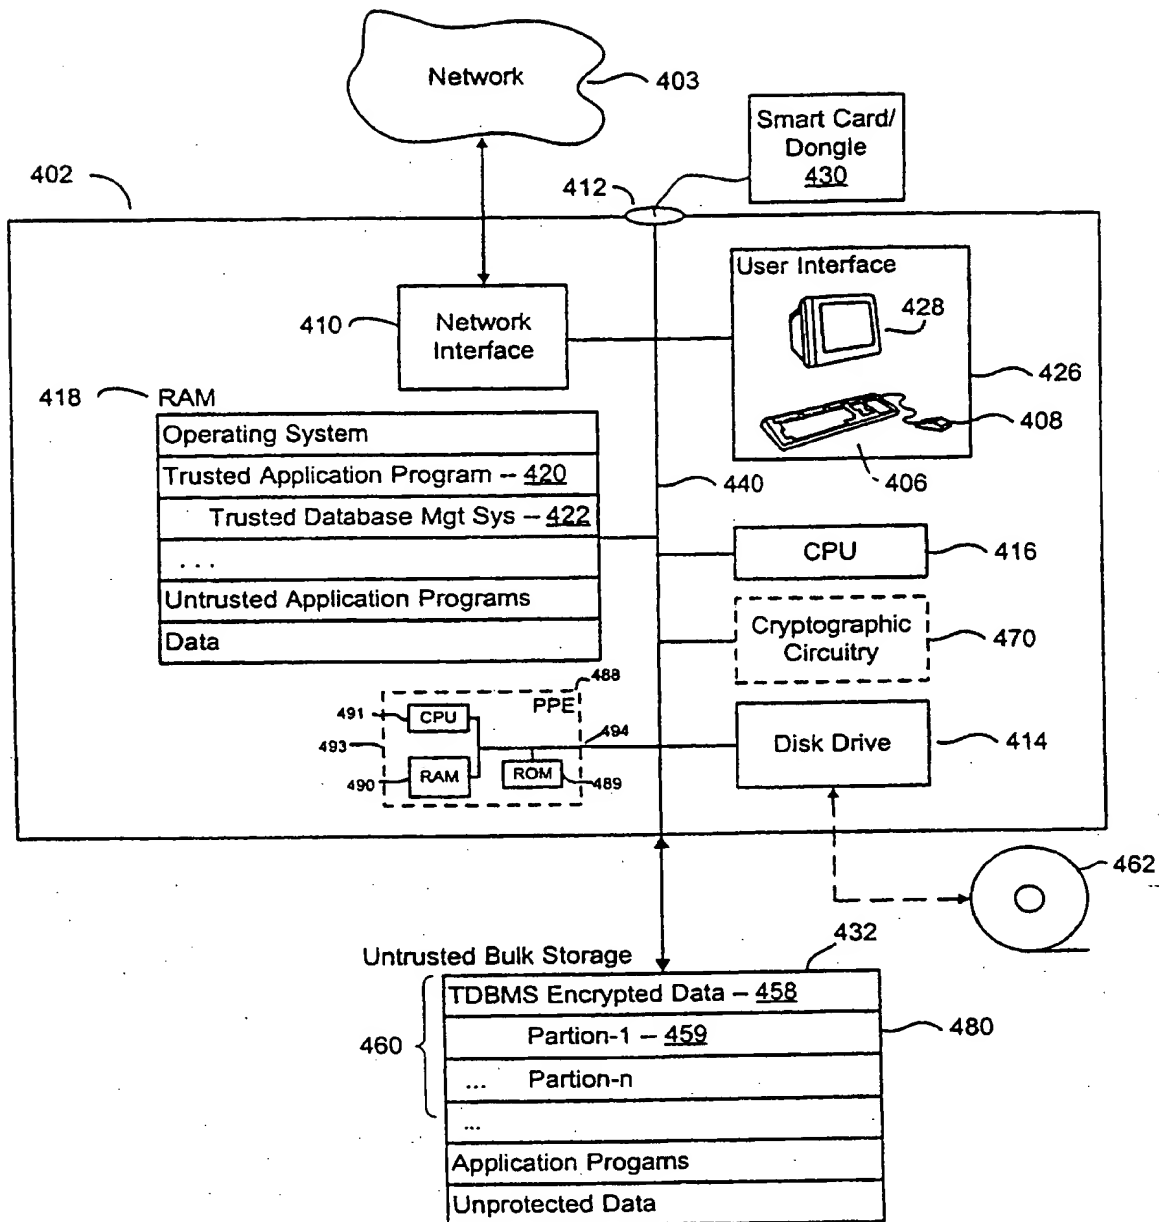 Network
403
Smart Card/
Dongle
430
402
412
User Interface
410
Network
Interface
428
426
418
RAM
408
Operating System
Trusted Application Program – 420
440
406
Trusted Database Mgt Sys – 422
. . .
CPU
416
Untrusted Application Programs
Data
Cryptographic
Circuitry
470
488
PPE
491
CPU
494
493
Disk Drive
414
490
RAM
ROM
489
462
432
Untrusted Bulk Storage
TDBMS Encrypted Data – 458
460
Partion-1 – 459
480
... Partion-n
...
Application Progams
Unprotected Data